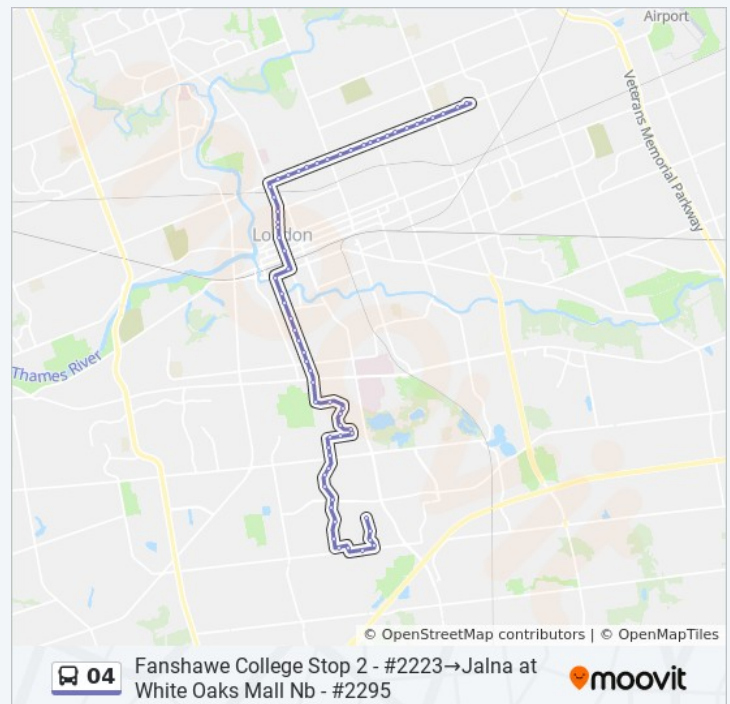 Airport
Veterans Memorial Parkway
London
Thames River
© OpenStreetMap contributors | © OpenMapTiles
04
Fanshawe College Stop 2 - #2223→Jalna at
White Oaks Mall Nb - #2295
moovit